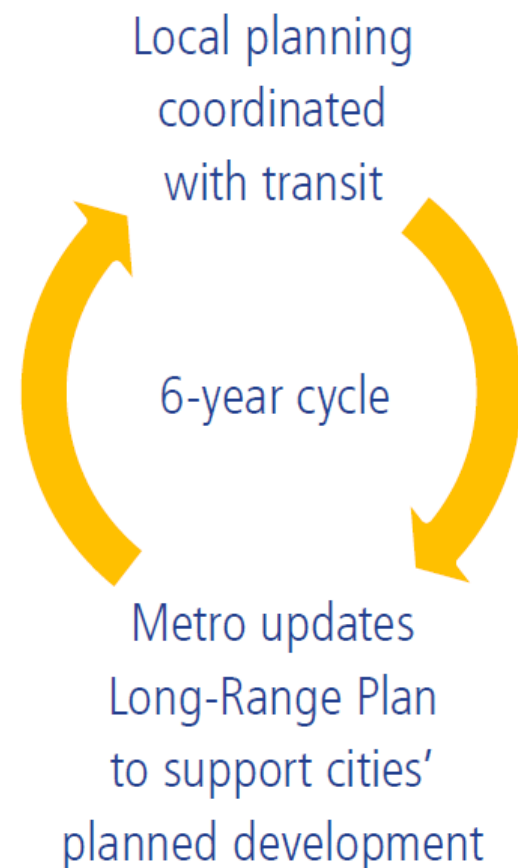 Local planning
coordinated
with transit
6-year cycle
Metro updates
Long-Range Plan
to support cities’
planned development